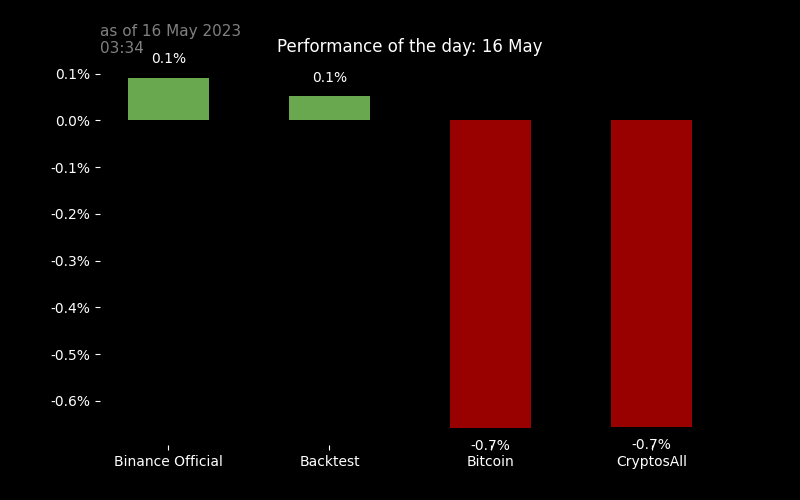 as of 16 May 2023
03:34
Performance of the day: 16 May
0.1%
0.1%
0.1%
0.0%
-0.1%
-0.2%
-0.3%
-0.4%
-0.5%
-0.6%
-0.7%
-0.7%
Binance Official
Backtest
Bitcoin
CryptosAll